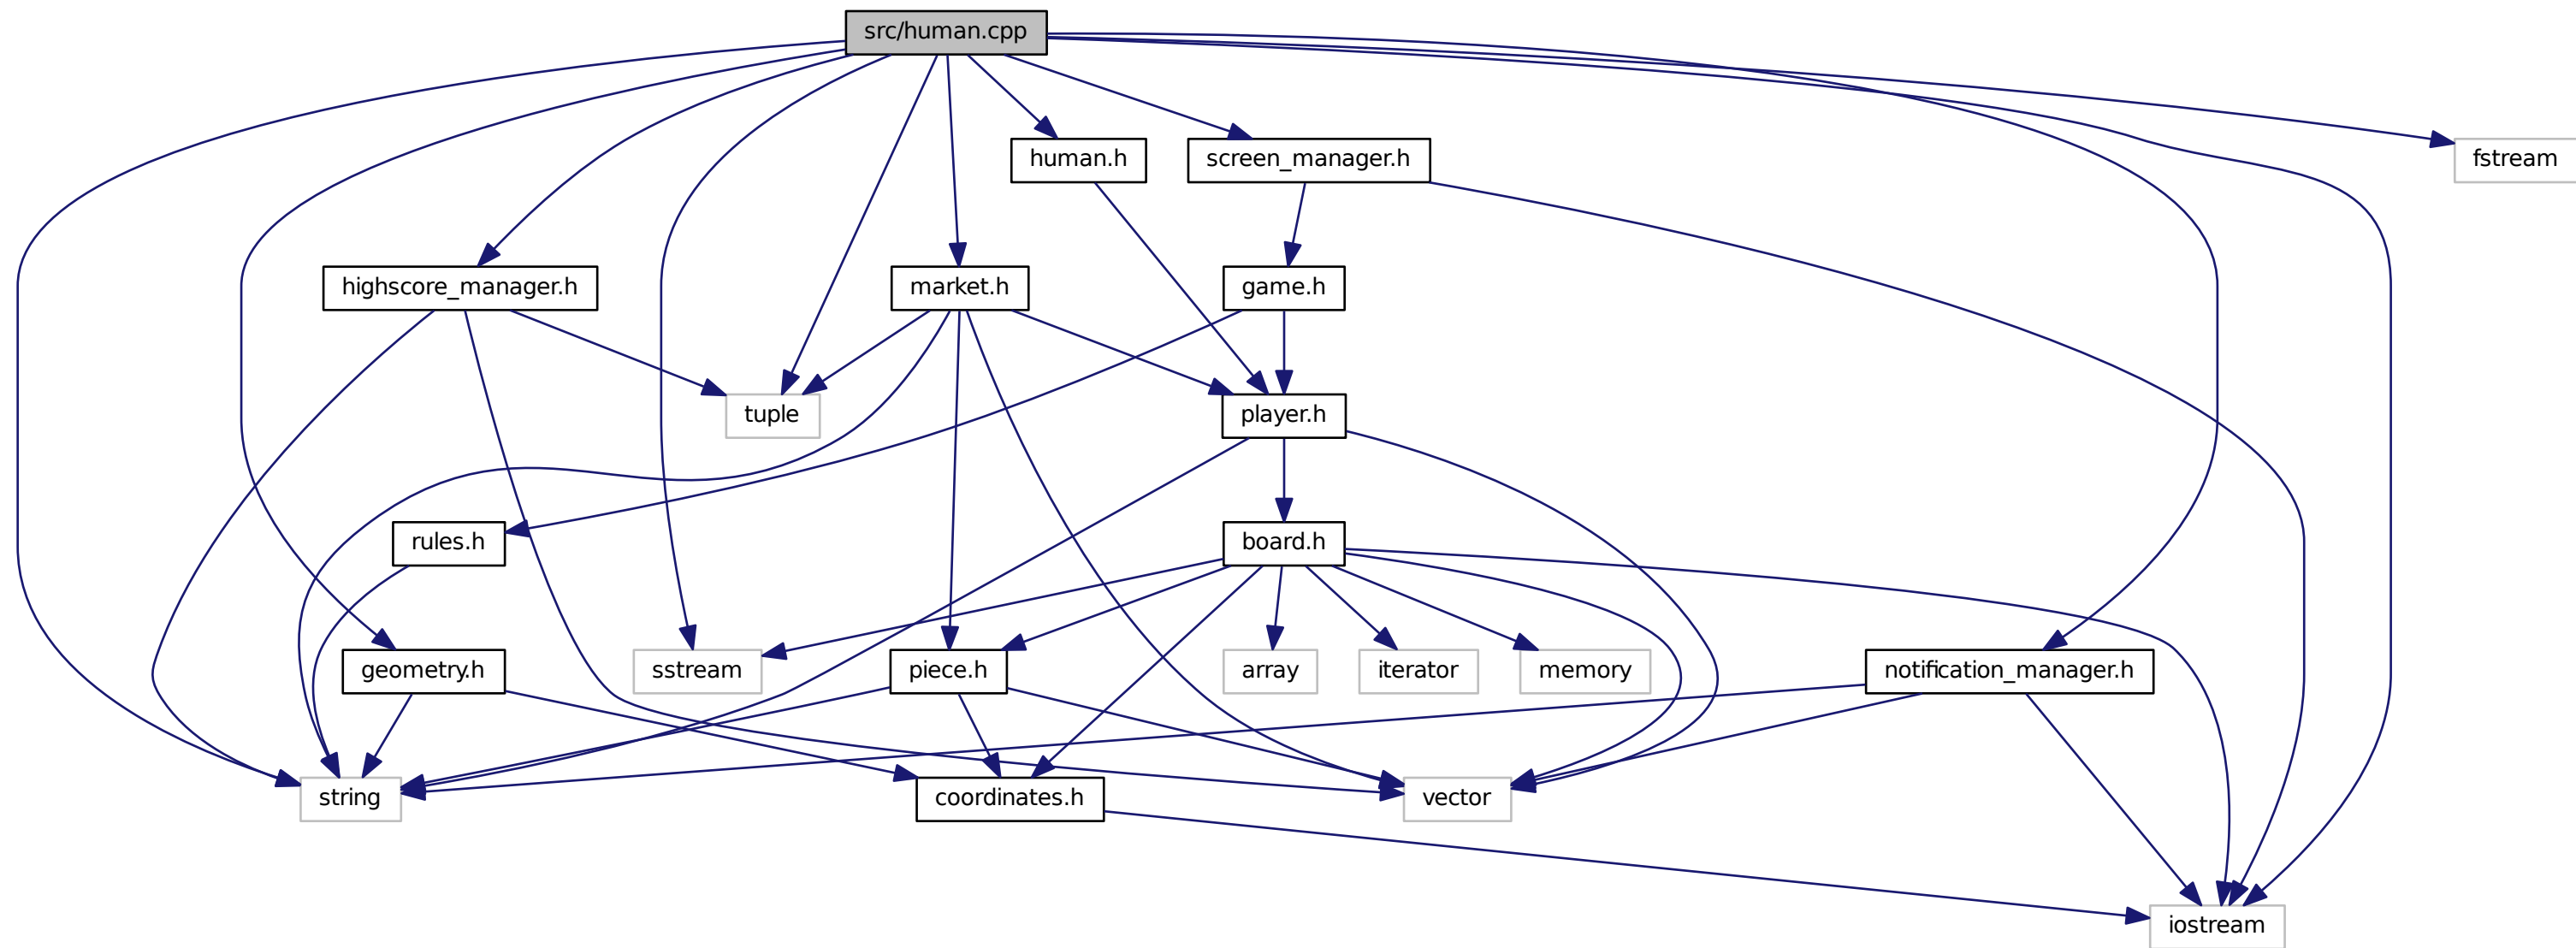 src/human.cpp
human.h
screen_manager.h
fstream
highscore_manager.h
market.h
game.h
tuple
player.h
rules.h
board.h
geometry.h
sstream
piece.h
array
iterator
memory
notification_manager.h
string
coordinates.h
vector
iostream